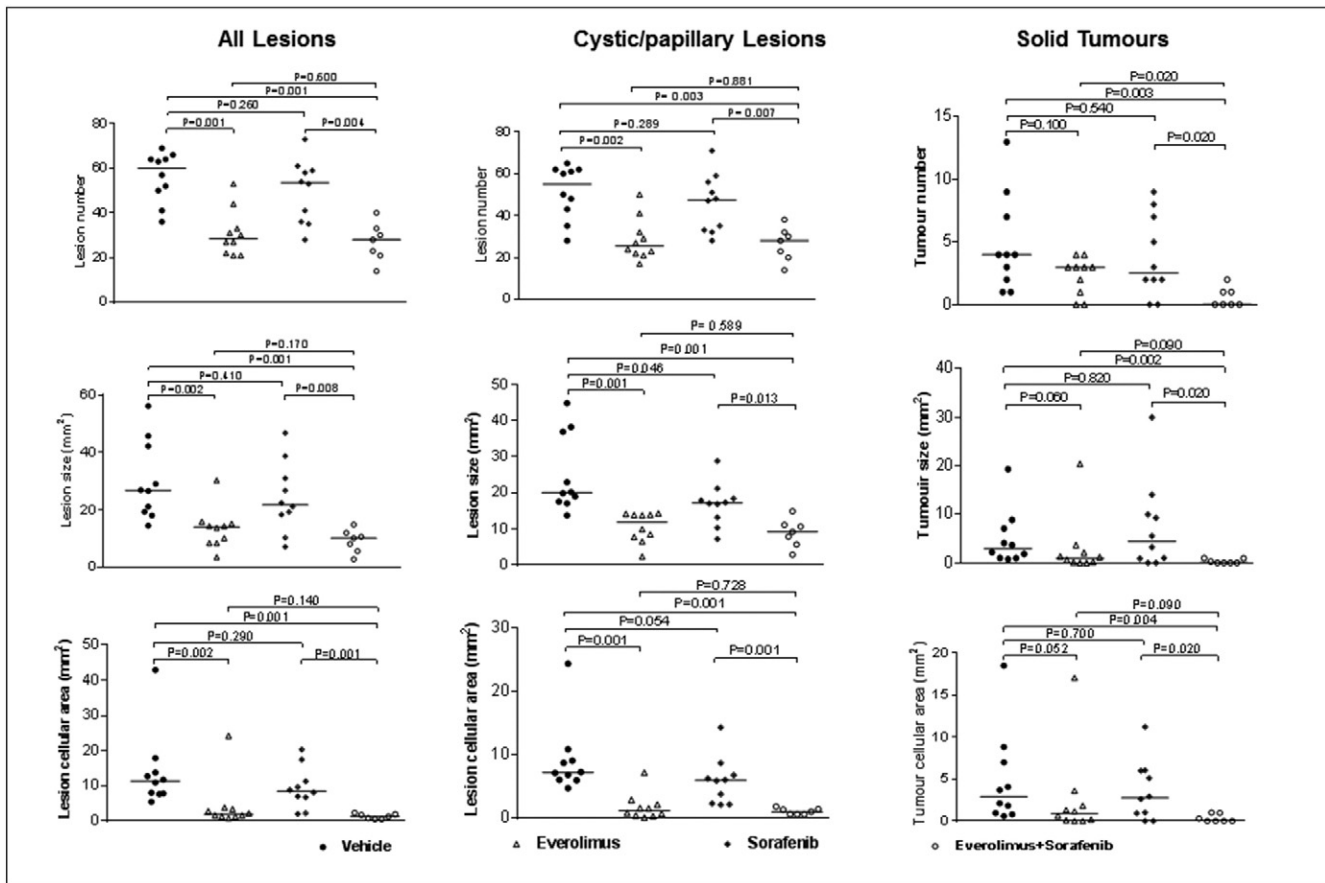 All Lesions
Cystic/papillary Lesions
Solid Tumours
P=0.600
P=0.001
P=0.260
P=0.001
P=0.004
Lesion number
80
60
40
20
0
P=0.881
P= 0.003
P=0.289
P=0.007
P=0.002
Lesion number
80
60
40
20
0
P=0.020
P=0.003
P=0.540
P=0.100
P=0.020
Tumour number
15
10
5
0
P=0.170
P=0.001
P=0.410
P=0.002
P=0.008
Lesion size (mm²)
60
40
20
0
P= 0.589
P=0.001
P=0.046
P=0.001
P=0.013
Lesion size (mm²)
50
40
30
20
10
0
P=0.090
P=0.002
P=0.820
P=0.060
P=0.020
Tumouir size (mm²)
40
30
20
10
0
P=0.140
P=0.001
P=0.290
P=0.002
P=0.001
Lesion cellular area (mm²)
50
40
30
20
10
0
P=0.728
P=0.001
P=0.054
P=0.001
P=0.001
Lesion cellular area (mm²)
30
20
10
0
P=0.090
P=0.004
P=0.700
P=0.052
P=0.020
Tumour cellular area (mm²)
20
15
10
5
0
Vehicle
Everolimus
Sorafenib
Everolimus+Sorafenib